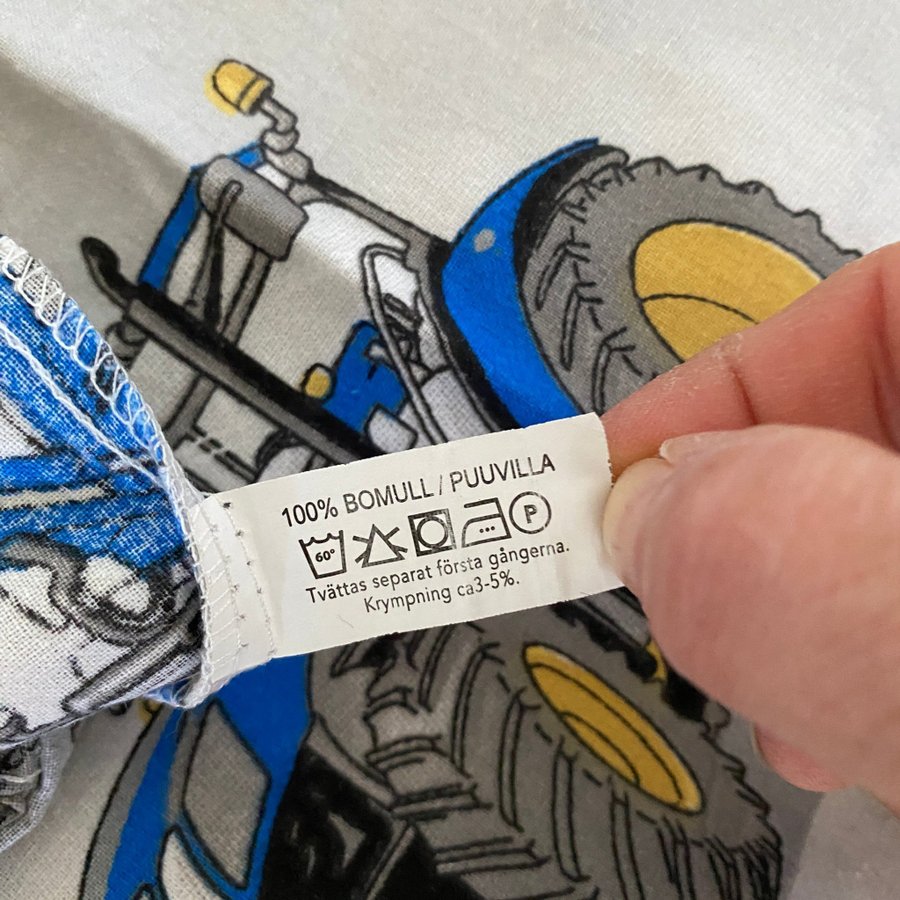 100% BOMULL / PUUVILLA
60° P
Tvättas separat första gångerna.
Krympning ca3-5%.